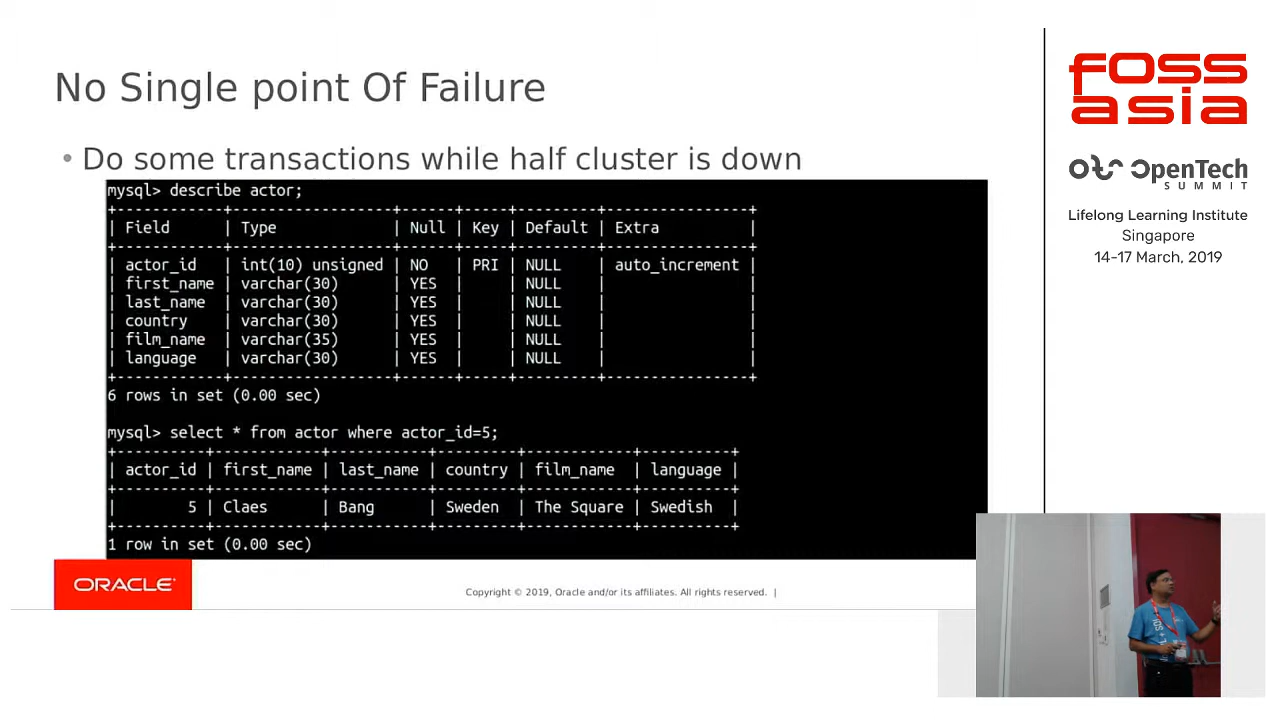 No Single point Of Failure
• Do some transactions while half cluster is down
mysql> describe actor;
+------------+------------------+------+-----+---------+----------------+
| Field      | Type             | Null | Key | Default | Extra          |
+------------+------------------+------+-----+---------+----------------+
| actor_id   | int(10) unsigned | NO   | PRI | NULL    | auto_increment |
| first_name | varchar(30)      | YES  |     | NULL    |                |
| last_name  | varchar(30)      | YES  |     | NULL    |                |
| country    | varchar(30)      | YES  |     | NULL    |                |
| film_name  | varchar(35)      | YES  |     | NULL    |                |
| language   | varchar(30)      | YES  |     | NULL    |                |
+------------+------------------+------+-----+---------+----------------+
6 rows in set (0.00 sec)
mysql> select * from actor where actor_id=5;
+----------+------------+-----------+---------+------------+----------+
| actor_id | first_name | last_name | country | film_name  | language |
+----------+------------+-----------+---------+------------+----------+
|        5 | Claes      | Bang      | Sweden  | The Square | Swedish  |
+----------+------------+-----------+---------+------------+----------+
1 row in set (0.00 sec)
ORACLE
Copyright © 2019, Oracle and/or its affiliates. All rights reserved. |
foss
asia
OpenTech
SUMMIT
Lifelong Learning Institute
Singapore
14-17 March, 2019